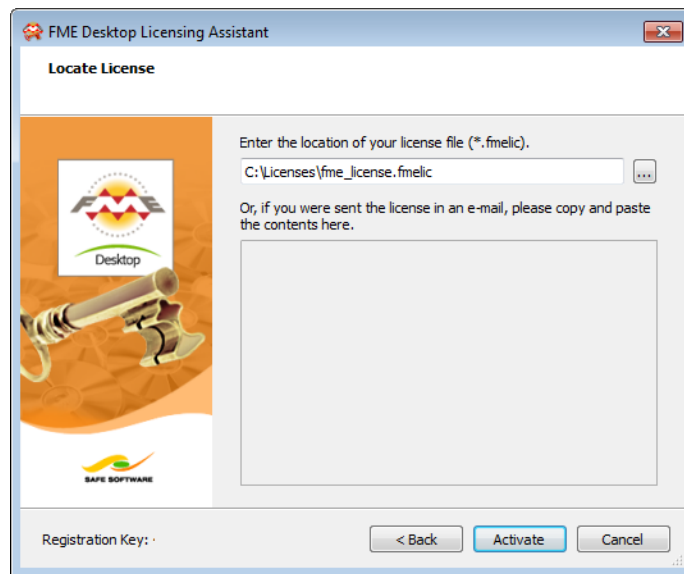 FME Desktop Licensing Assistant
Locate License
Enter the location of your license file (*.fmelic).
C:\Licenses\fme_license.fmelic
...
Or, if you were sent the license in an e-mail, please copy and paste
the contents here.
FME
Desktop
SAFE SOFTWARE
Registration Key:
< Back
Activate
Cancel